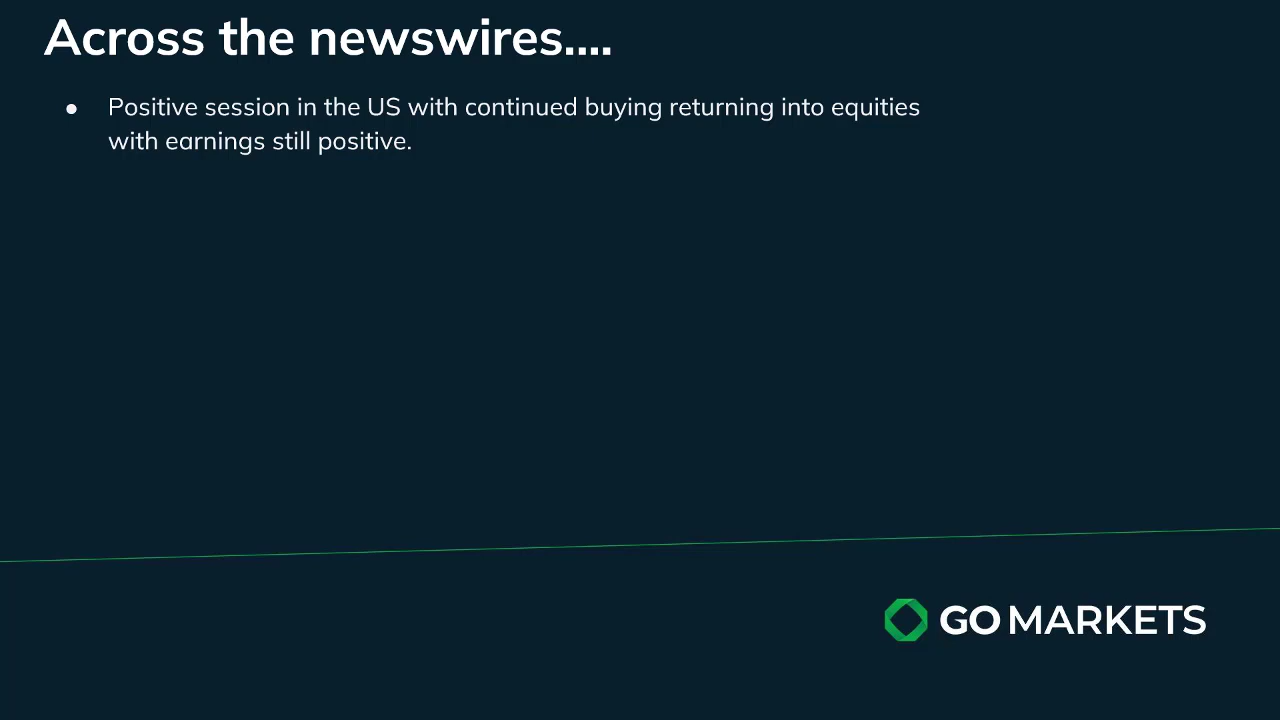 Across the newswires....
● Positive session in the US with continued buying returning into equities
with earnings still positive.
GO MARKETS